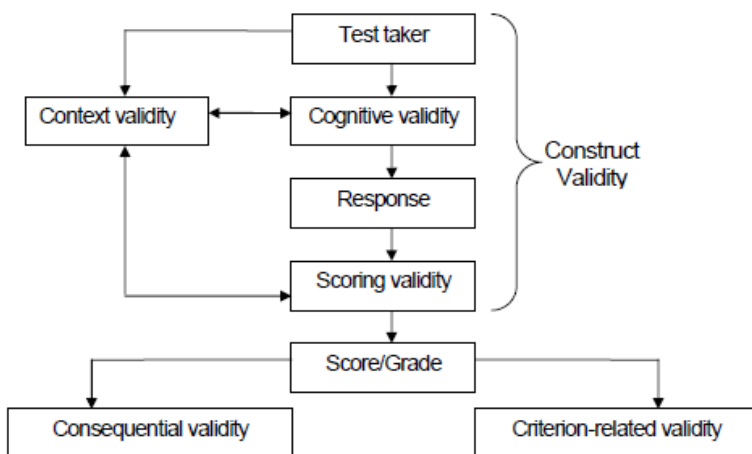 Test taker
Context validity
Cognitive validity
Construct
Validity
Response
Scoring validity
Score/Grade
Consequential validity
Criterion-related validity